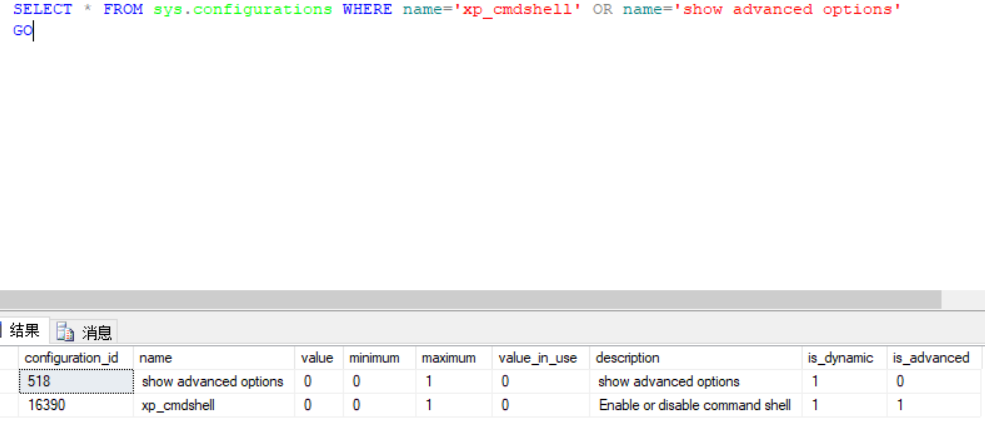 SELECT * FROM sys.configurations WHERE name='xp_cmdshell' OR name='show advanced options'
GO
结果 消息
configuration_id name value minimum maximum value_in_use description is_dynamic is_advanced
518 show advanced options 0 0 1 0 show advanced options 1 0
16390 xp_cmdshell 0 0 1 0 Enable or disable command shell 1 1